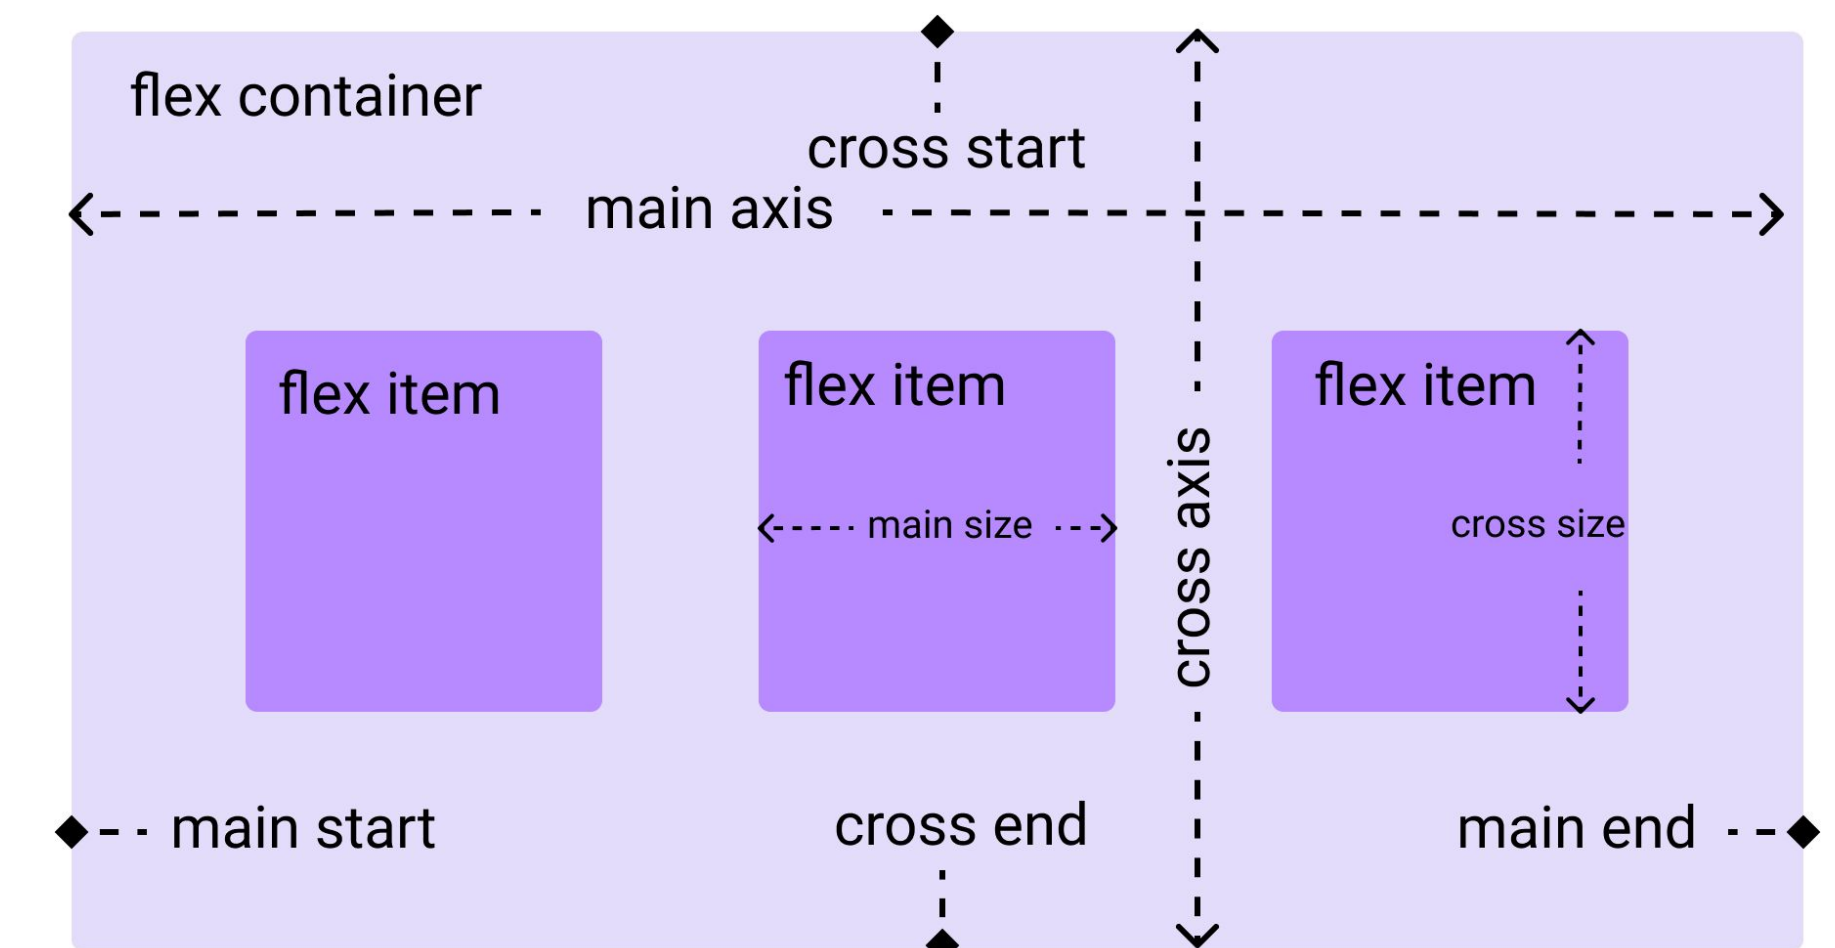 flex container
cross start
main axis
flex item
flex item
flex item
main size
cross axis
cross size
main start
cross end
main end